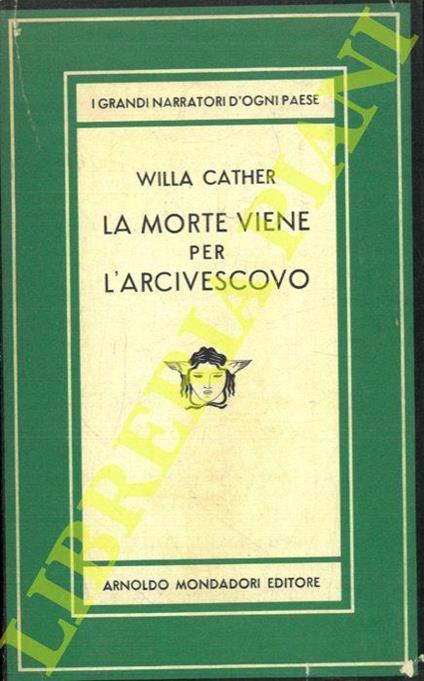 I GRANDI NARRATORI D'OGNI PAESE
WILLA CATHER
LA MORTE VIENE
PER
L'ARCIVESCOVO
ARNOLDO MONDADORI EDITORE
LIBRERIA PIANI